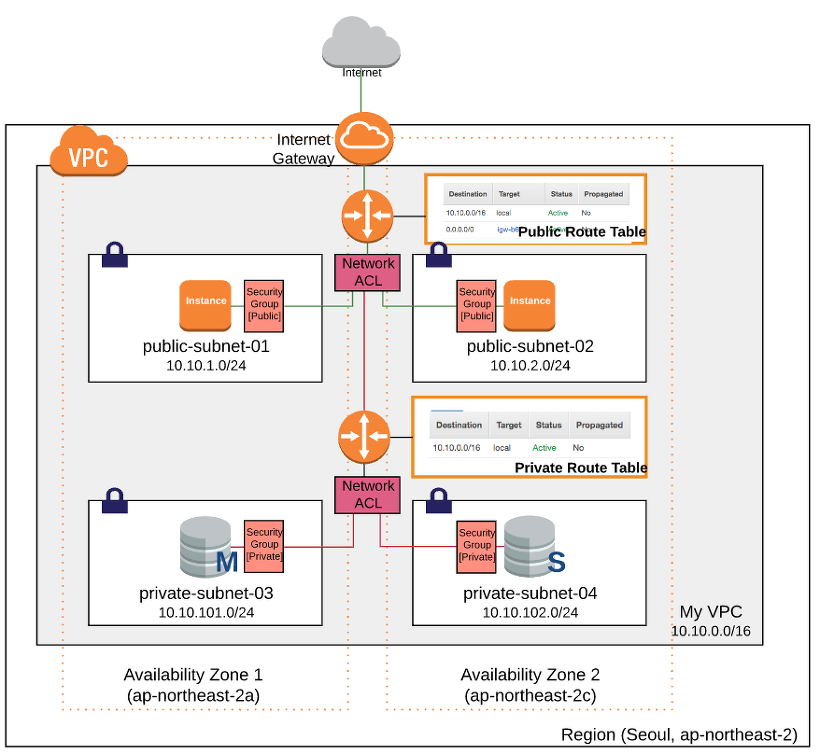 Internet
Internet
Gateway
VPC
Destination Target Status Propagated
10.10.0.0/16 local Active No
0.0.0.0/0
Public Route Table
Network
ACL
Instance
Security
Group
[Public]
public-subnet-01
10.10.1.0/24
Security
Group
[Public]
Instance
public-subnet-02
10.10.2.0/24
Destination Target Status Propagated
10.10.0.0/16 local Active No
Private Route Table
Network
ACL
M
Security
Group
[Private]
private-subnet-03
10.10.101.0/24
Security
Group
[Private]
S
private-subnet-04
10.10.102.0/24
My VPC
10.10.0.0/16
Availability Zone 1
(ap-northeast-2a)
Availability Zone 2
(ap-northeast-2c)
Region (Seoul, ap-northeast-2)